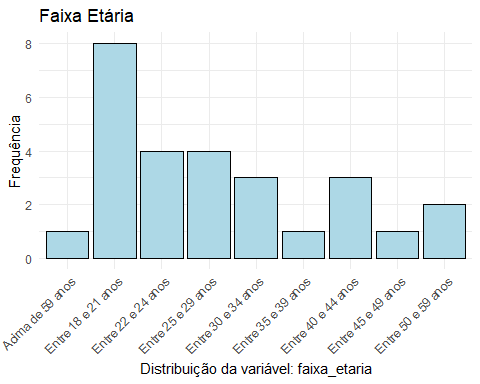 Faixa Etária
Frequência
8
6
4
2
0
Acima de 59 anos
Entre 18 e 21 anos
Entre 22 e 24 anos
Entre 25 e 29 anos
Entre 30 e 34 anos
Entre 35 e 39 anos
Entre 40 e 44 anos
Entre 45 e 49 anos
Entre 50 e 59 anos
Distribuição da variável: faixa_etaria